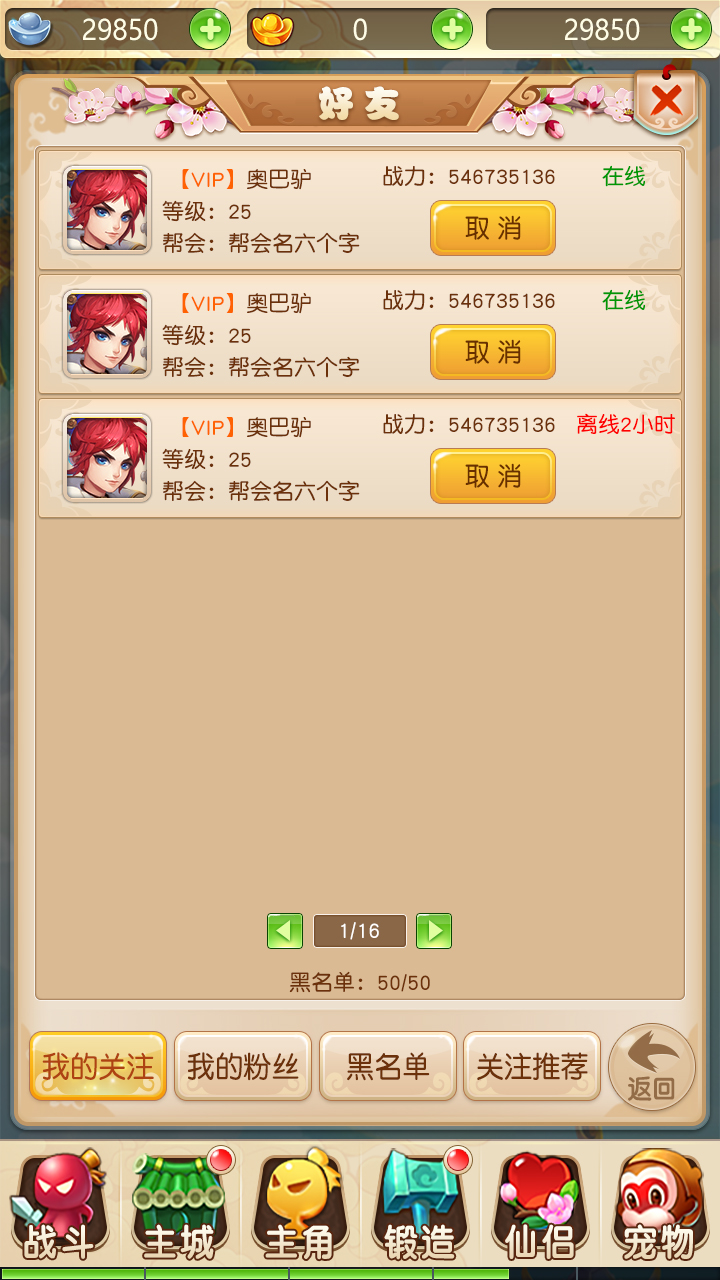 29850 0 29850
好友
【VIP】奥巴驴 战力：546735136 在线
等级：25
取消
帮会：帮会名六个字
【VIP】奥巴驴 战力：546735136 在线
等级：25
取消
帮会：帮会名六个字
【VIP】奥巴驴 战力：546735136 离线2小时
等级：25
取消
帮会：帮会名六个字
1/16
黑名单：50/50
我的关注 我的粉丝 黑名单 关注推荐 返回
战斗 主城 主角 锻造 仙侣 宠物